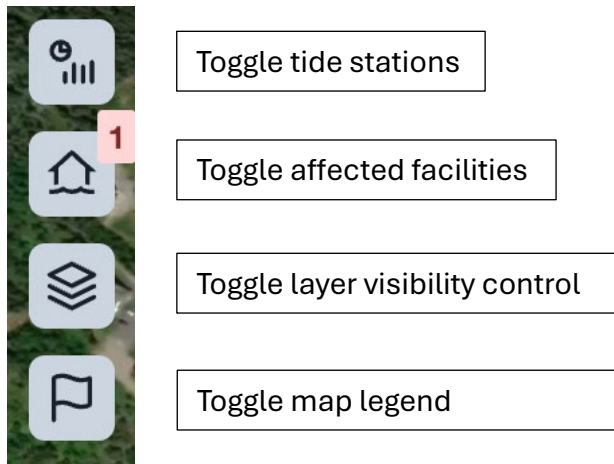 Toggle tide stations
1
Toggle affected facilities
Toggle layer visibility control
Toggle map legend